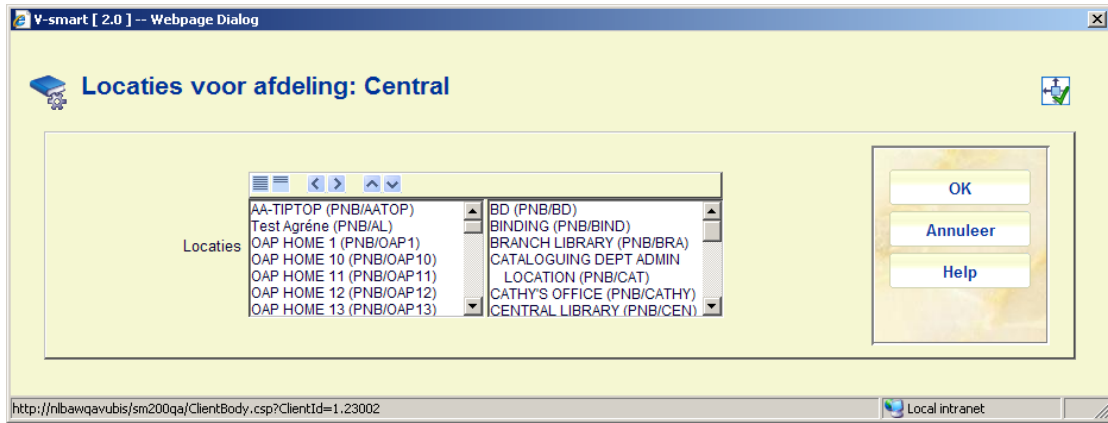 V-smart [ 2.0 ] -- Webpage Dialog
Locaties voor afdeling: Central
Locaties
AA-TIPTOP (PNB/AATOP)
Test Agréne (PNB/AL)
OAP HOME 1 (PNB/OAP1)
OAP HOME 10 (PNB/OAP10)
OAP HOME 11 (PNB/OAP11)
OAP HOME 12 (PNB/OAP12)
OAP HOME 13 (PNB/OAP13)
BD (PNB/BD)
BINDING (PNB/BIND)
BRANCH LIBRARY (PNB/BRA)
CATALOGUING DEPT ADMIN
LOCATION (PNB/CAT)
CATHY'S OFFICE (PNB/CATHY)
CENTRAL LIBRARY (PNB/CEN)
OK
Annuleer
Help
http://nlbawqavubis/sm200qa/ClientBody.csp?ClientId=1.23002
Local intranet